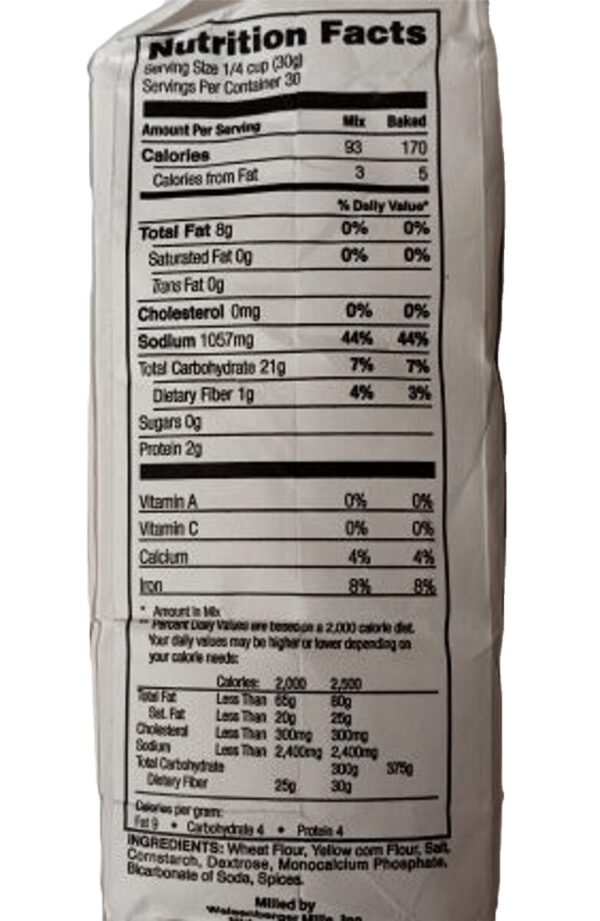 Nutrition Facts
Serving Size 1/4 cup (30g)
Servings Per Container 30
Amount Per Serving Mix Baked
Calories 93 170
Calories from Fat 3 5
% Daily Value*
Total Fat 8g 0% 0%
Saturated Fat 0g 0% 0%
Trans Fat 0g
Cholesterol 0mg 0% 0%
Sodium 1057mg 44% 44%
Total Carbohydrate 21g 7% 7%
Dietary Fiber 1g 4% 3%
Sugars 0g
Protein 2g
Vitamin A 0% 0%
Vitamin C 0% 0%
Calcium 4% 4%
Iron 8% 8%
* Amount in Mix
** Percent Daily Values are based on a 2,000 calorie diet.
Your daily values may be higher or lower depending on
your calorie needs:
Calories: 2,000 2,500
Total Fat Less Than 65g 80g
Sat. Fat Less Than 20g 25g
Cholesterol Less Than 300mg 300mg
Sodium Less Than 2,400mg 2,400mg
Total Carbohydrate 300g 375g
Dietary Fiber 25g 30g
Calories per gram:
Fat 9 • Carbohydrate 4 • Protein 4
INGREDIENTS: Wheat Flour, Yellow corn Flour, Salt,
Cornstarch, Dextrose, Monocalcium Phosphate,
Bicarbonate of Soda, Spices.
Milled by
Weisenberger Mills, Inc.